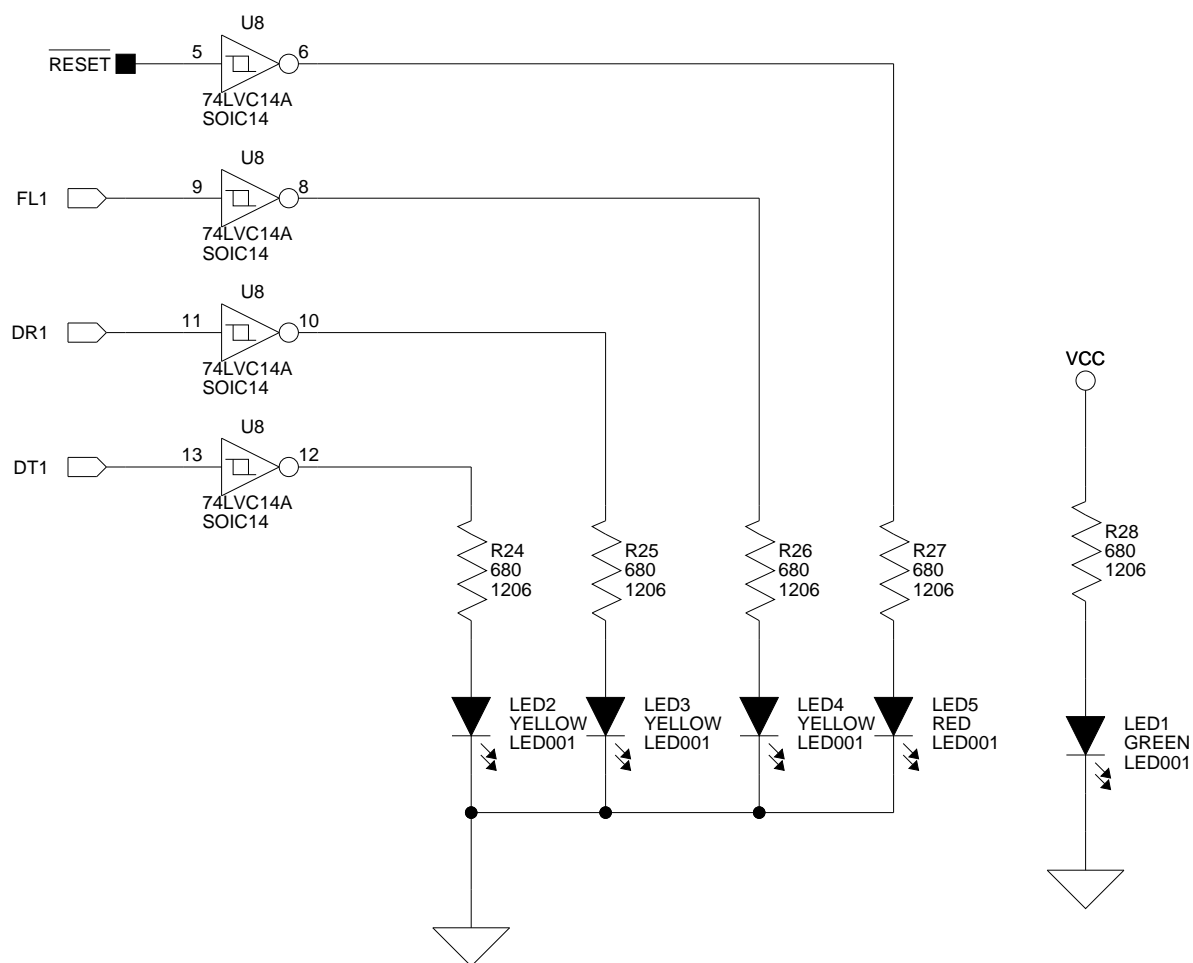 U8
RESET
5
6
74LVC14A
SOIC14
U8
FL1
9
8
74LVC14A
SOIC14
U8
DR1
11
10
74LVC14A
SOIC14
U8
DT1
13
12
74LVC14A
SOIC14
VCC
R24
680
1206
R25
680
1206
R26
680
1206
R27
680
1206
R28
680
1206
LED2
YELLOW
LED001
LED3
YELLOW
LED001
LED4
YELLOW
LED001
LED5
RED
LED001
LED1
GREEN
LED001